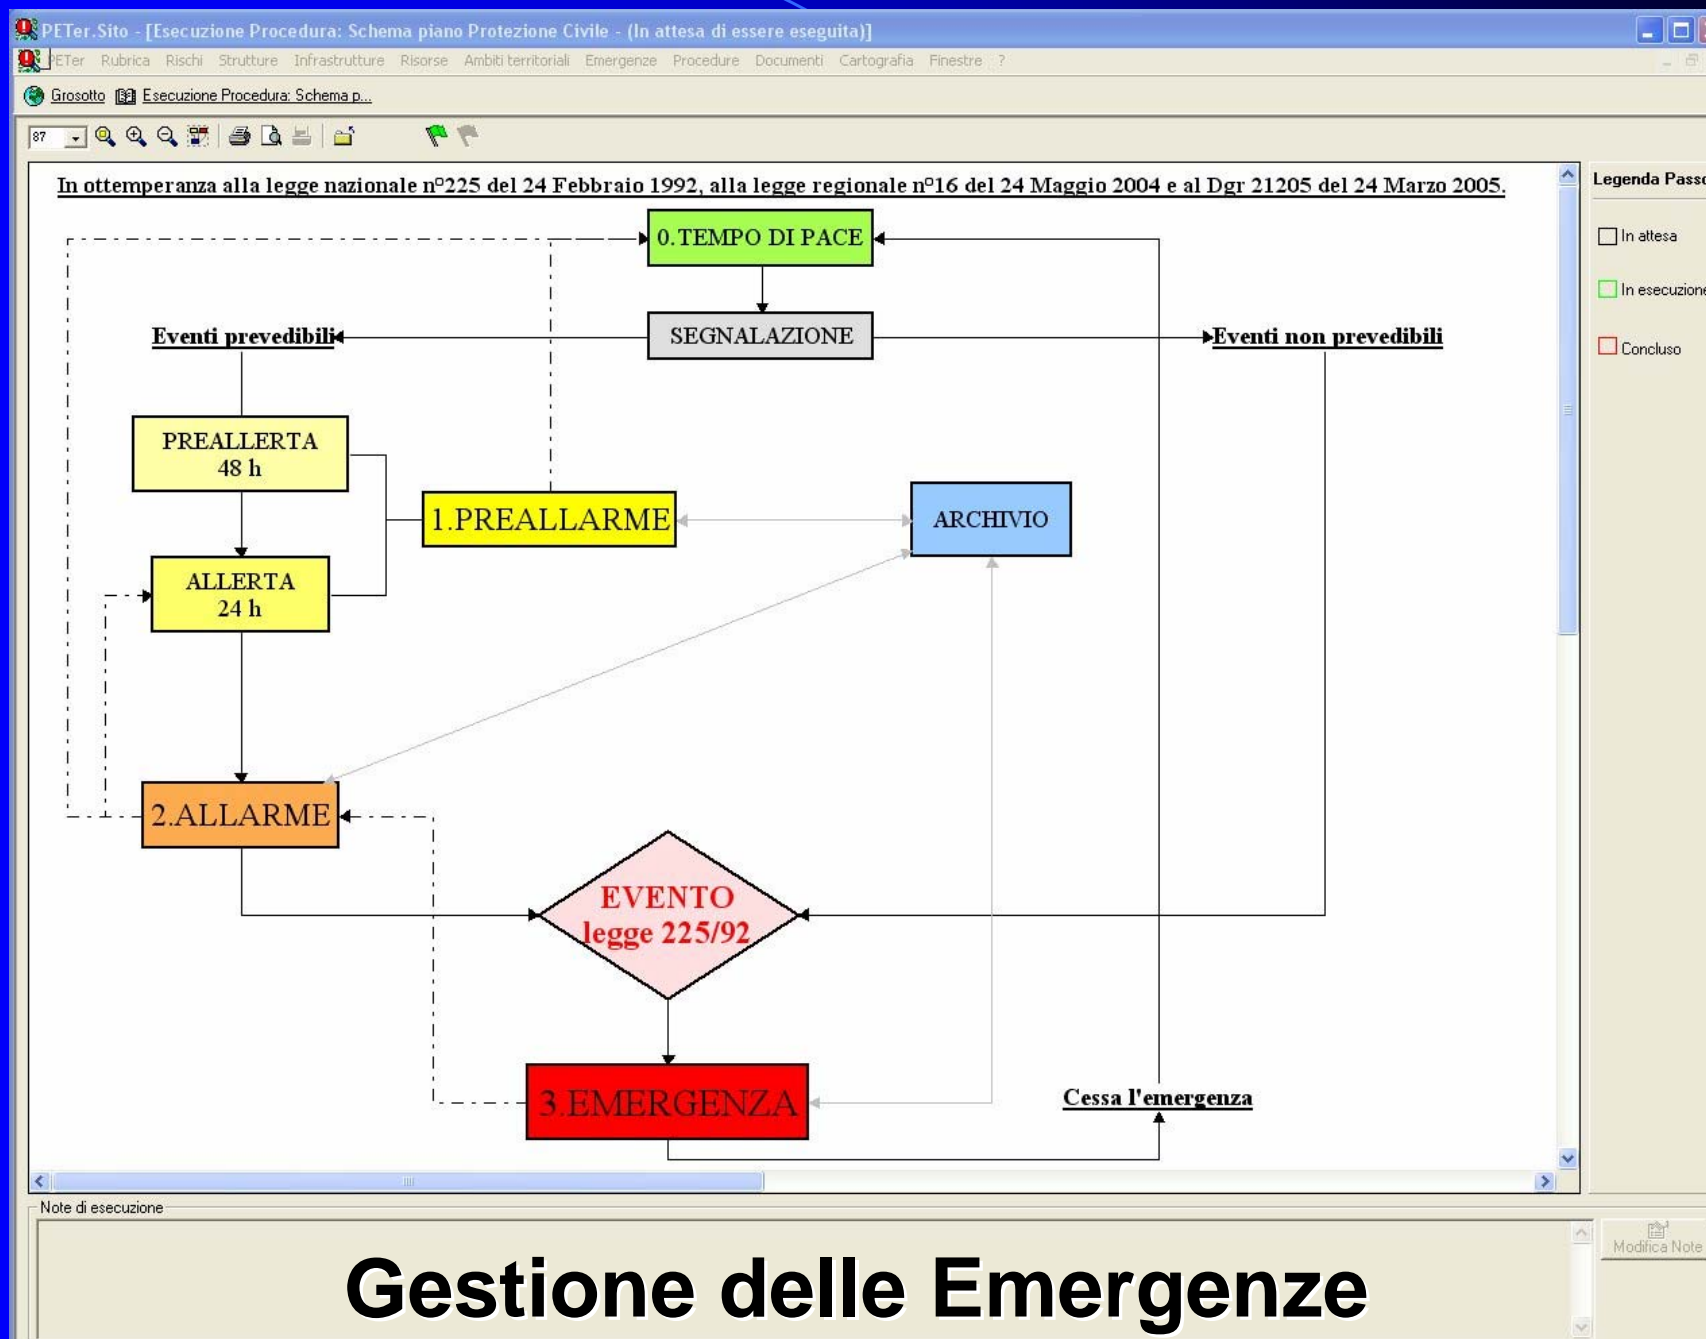 PETer.Sito - [Esecuzione Procedura: Schema piano Protezione Civile - (In attesa di essere eseguita)]
PETer Rubrica Rischi Strutture Infrastrutture Risorse Ambiti territoriali Emergenze Procedure Documenti Cartografia Finestre ?
Grosotto Esecuzione Procedura: Schema p...
87
In ottemperanza alla legge nazionale n°225 del 24 Febbraio 1992, alla legge regionale n°16 del 24 Maggio 2004 e al Dgr 21205 del 24 Marzo 2005.
Legenda Passo
In attesa
In esecuzione
Concluso
0.TEMPO DI PACE
SEGNALAZIONE
Eventi prevedibili
Eventi non prevedibili
PREALLERTA
48 h
1.PREALLARME
ARCHIVIO
ALLERTA
24 h
2.ALLARME
EVENTO
legge 225/92
3.EMERGENZA
Cessa l'emergenza
Note di esecuzione
Modifica Note
Gestione delle Emergenze